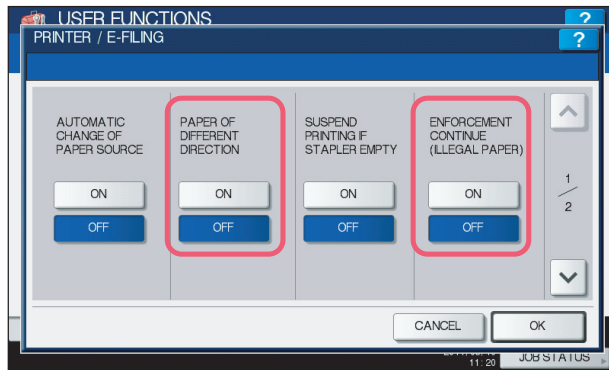 USER FUNCTIONS
?
PRINTER / E-FILING
?
AUTOMATIC
CHANGE OF
PAPER SOURCE
ON
OFF
PAPER OF
DIFFERENT
DIRECTION
ON
OFF
SUSPEND
PRINTING IF
STAPLER EMPTY
ON
OFF
ENFORCEMENT
CONTINUE
(ILLEGAL PAPER)
ON
OFF
1
2
CANCEL
OK
11:20
JOB STATUS